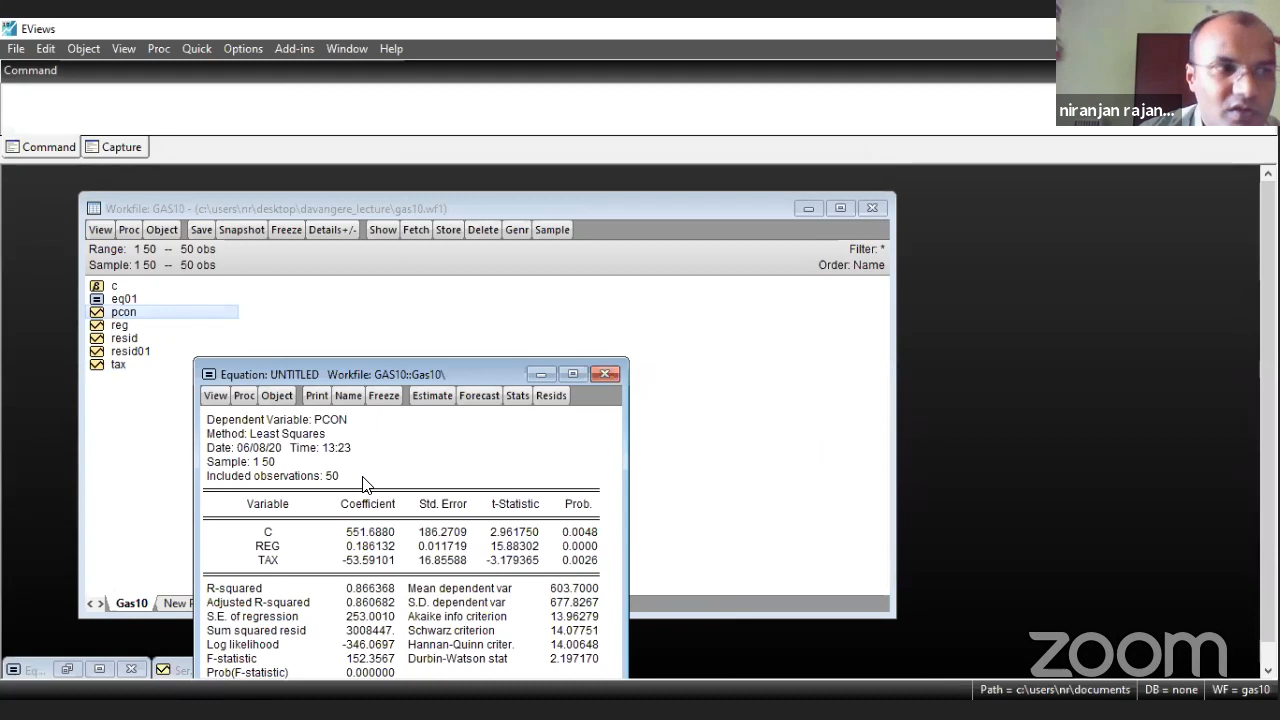 EViews
File Edit Object View Proc Quick Options Add-ins Window Help
Command
niranjan rajan...
Command Capture
Workfile: GAS10 - (c:\users\nr\desktop\davangere_lecture\gas10.wf1)
View Proc Object Save Snapshot Freeze Details+/- Show Fetch Store Delete Genr Sample
Range: 1 50 -- 50 obs Filter: *
Sample: 1 50 -- 50 obs Order: Name
c
eq01
pcon
reg
resid
resid01
tax
Equation: UNTITLED Workfile: GAS10::Gas10\
View Proc Object Print Name Freeze Estimate Forecast Stats Resids
Dependent Variable: PCON
Method: Least Squares
Date: 06/08/20 Time: 13:23
Sample: 1 50
Included observations: 50
Variable Coefficient Std. Error t-Statistic Prob.
C 551.6880 186.2709 2.961750 0.0048
REG 0.186132 0.011719 15.88302 0.0000
TAX -53.59101 16.85588 -3.179365 0.0026
R-squared 0.866368 Mean dependent var 603.7000
Adjusted R-squared 0.860682 S.D. dependent var 677.8267
S.E. of regression 253.0010 Akaike info criterion 13.96279
Sum squared resid 3008447. Schwarz criterion 14.07751
Log likelihood -346.0697 Hannan-Quinn criter. 14.00648
F-statistic 152.3567 Durbin-Watson stat 2.197170
Prob(F-statistic) 0.000000
Gas10 New P
zoom
Path = c:\users\nr\documents DB = none WF = gas10